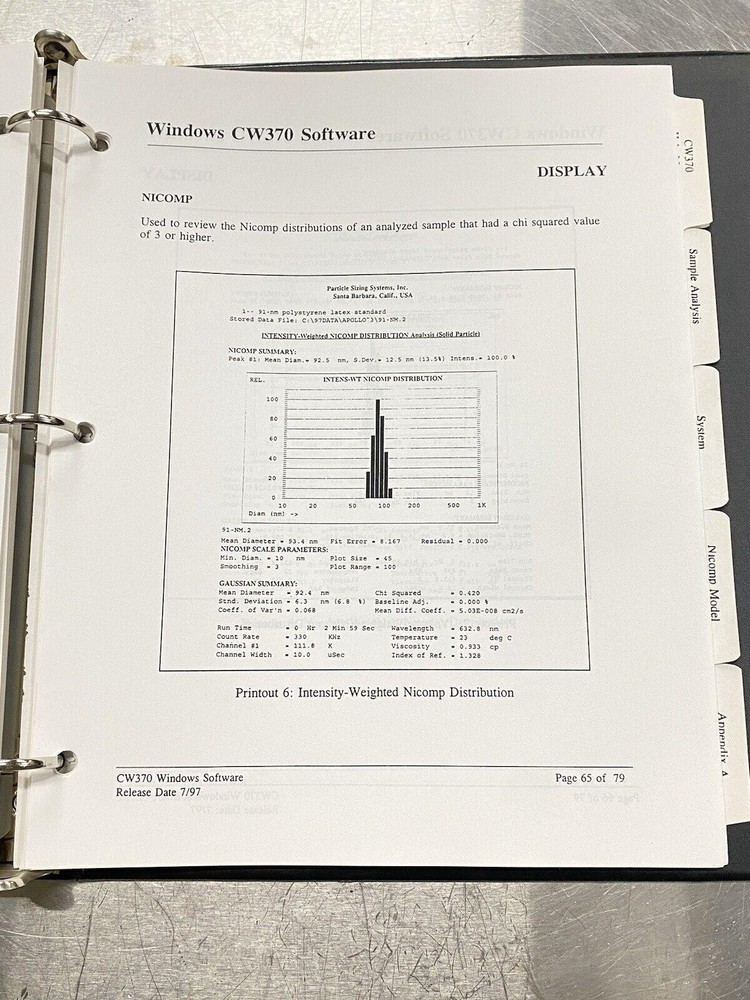 Windows CW370 Software
DISPLAY
NICOMP
Used to review the Nicomp distributions of an analyzed sample that had a chi squared value
of 3 or higher.
Particle Sizing Systems, Inc.
Santa Barbara, Calif., USA
1-- 91-nm polystyrene latex standard
Stored Data File: C:\97DATA\APOLLO~3\91-NM.2
INTENSITY-Weighted NICOMP DISTRIBUTION Analysis (Solid Particle)
NICOMP SUMMARY:
Peak #1: Mean Diam.= 92.5 nm, S.Dev.= 12.5 nm (13.5%) Intens.= 100.0 %
REL. INTENS-WT NICOMP DISTRIBUTION
100
80
60
40
20
0
10 20 50 100 200 500 1K
Diam (nm) ->
91-NM.2
Mean Diameter = 93.4 nm Fit Error = 8.167 Residual = 0.000
NICOMP SCALE PARAMETERS:
Min. Diam. = 10 nm Plot Size = 45
Smoothing = 3 Plot Range = 100
GAUSSIAN SUMMARY:
Mean Diameter = 92.4 nm Chi Squared = 0.420
Stnd. Deviation = 6.3 nm (6.8 %) Baseline Adj. = 0.000 %
Coeff. of Var'n = 0.068 Mean Diff. Coeff. = 5.03E-008 cm2/s
Run Time = 0 Hr 2 Min 59 Sec Wavelength = 632.8 nm
Count Rate = 330 KHz Temperature = 23 deg C
Channel #1 = 111.8 K Viscosity = 0.933 cp
Channel Width = 10.0 uSec Index of Ref. = 1.328
Printout 6: Intensity-Weighted Nicomp Distribution
CW370 Windows Software Page 65 of 79
Release Date 7/97
CW370
Sample Analysis
System
Nicomp Model
Appendix A